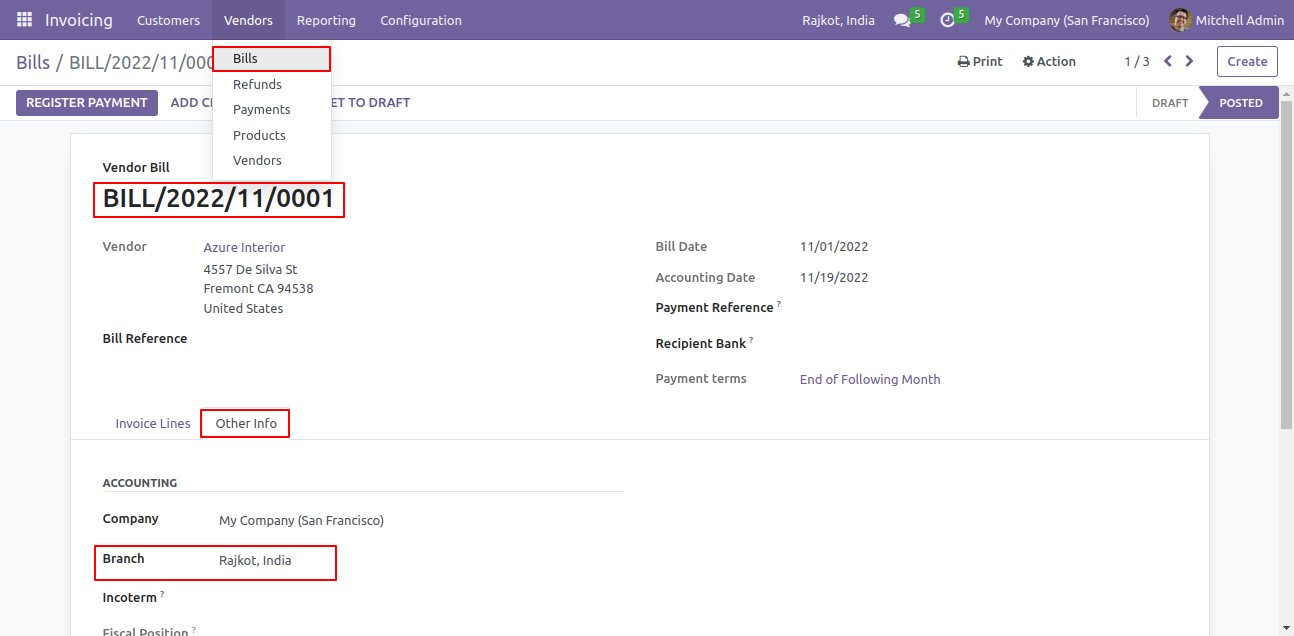 Invoicing Customers Vendors Reporting Configuration Rajkot, India 5 5 My Company (San Francisco) Mitchell Admin
Bills / BILL/2022/11/000
Print Action 1 / 3 Create
Bills
Refunds
Payments
Products
Vendors
REGISTER PAYMENT ADD C ET TO DRAFT DRAFT POSTED
Vendor Bill
BILL/2022/11/0001
Vendor Azure Interior
4557 De Silva St
Fremont CA 94538
United States
Bill Reference
Bill Date 11/01/2022
Accounting Date 11/19/2022
Payment Reference ?
Recipient Bank ?
Payment terms End of Following Month
Invoice Lines Other Info
ACCOUNTING
Company My Company (San Francisco)
Branch Rajkot, India
Incoterm ?
Fiscal Position ?